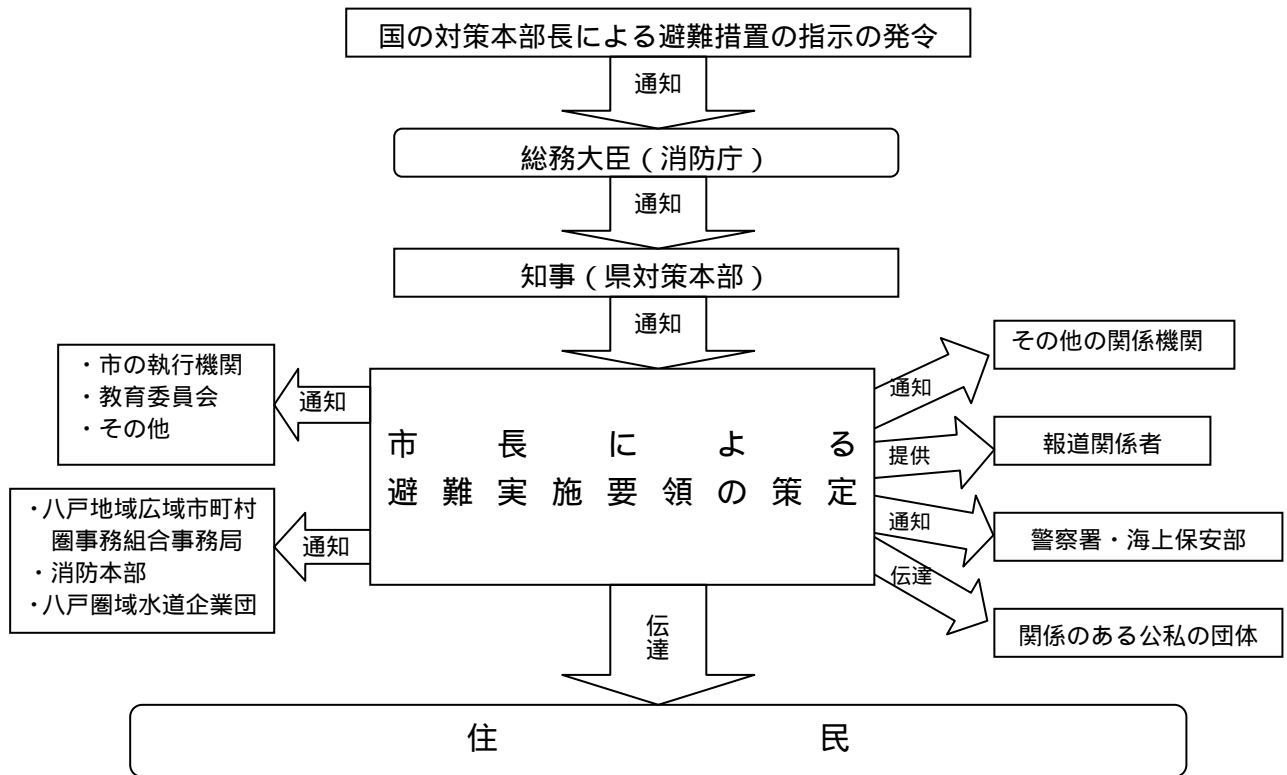 国の対策本部長による避難措置の指示の発令
通知
総務大臣(消防庁)
通知
知事(県対策本部)
通知
・市の執行機関
・教育委員会
・その他
通知
・八戸地域広域市町村
圏事務組合事務局
・消防本部
・八戸圏域水道企業団
通知
市長による
避難実施要領の策定
通知
その他の関係機関
提供
報道関係者
通知
警察署・海上保安部
伝達
関係のある公私の団体
伝達
住民